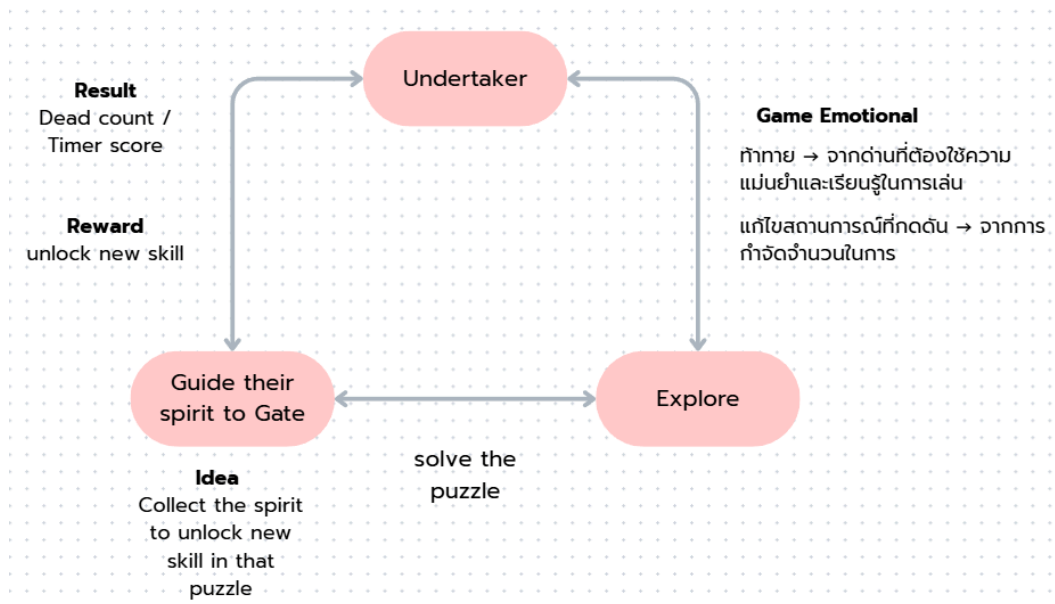 Undertaker
Result
Dead count /
Timer score
Reward
unlock new skill
Game Emotional
ท้าทาย → จากด่านที่ต้องใช้ความ
แม่นยำและเรียนรู้ในการเล่น
แก้ไขสถานการณ์ที่กดดัน → จากการ
กำจัดจำนวนในการ
Guide their
spirit to Gate
Explore
solve the
puzzle
Idea
Collect the spirit
to unlock new
skill in that
puzzle